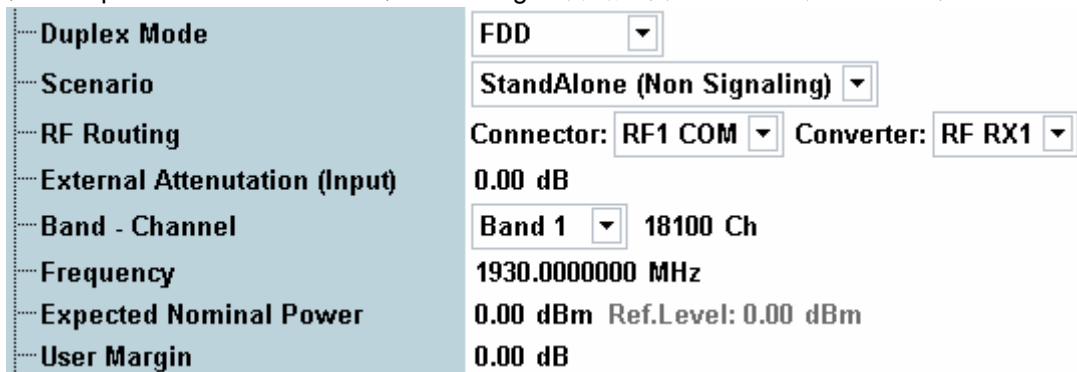 Duplex Mode FDD
Scenario StandAlone (Non Signaling)
RF Routing Connector: RF1 COM Converter: RF RX1
External Attenutation (Input) 0.00 dB
Band - Channel Band 1 18100 Ch
Frequency 1930.0000000 MHz
Expected Nominal Power 0.00 dBm Ref.Level: 0.00 dBm
User Margin 0.00 dB